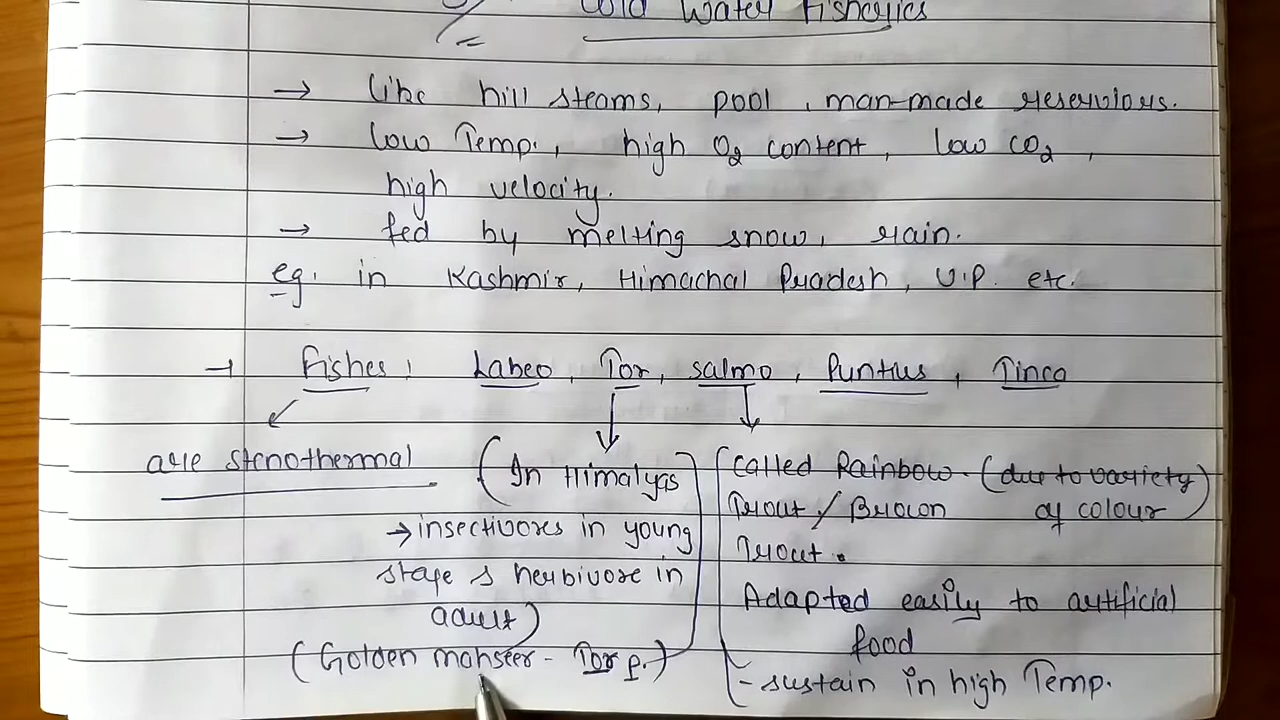 Cold Water Fisheries
→ like hill steams, pool, man-made reserviors.
→ low Temp., high O2 content, low CO2,
high velocity.
→ fed by melting snow, rain.
eg. in Kashmir, Himachal Pradesh, U.P. etc.
→ Fishes: Labeo, Tor, Salmo, Puntius, Tinca
are stenothermal
(In Himalyas
→ insectivores in young
stage & herbivore in
adult)
(Golden mahseer - Tor p.)
Called Rainbow (due to variety
Trout / Brown of colour)
Trout.
Adapted easily to artificial
food
- sustain in high Temp.